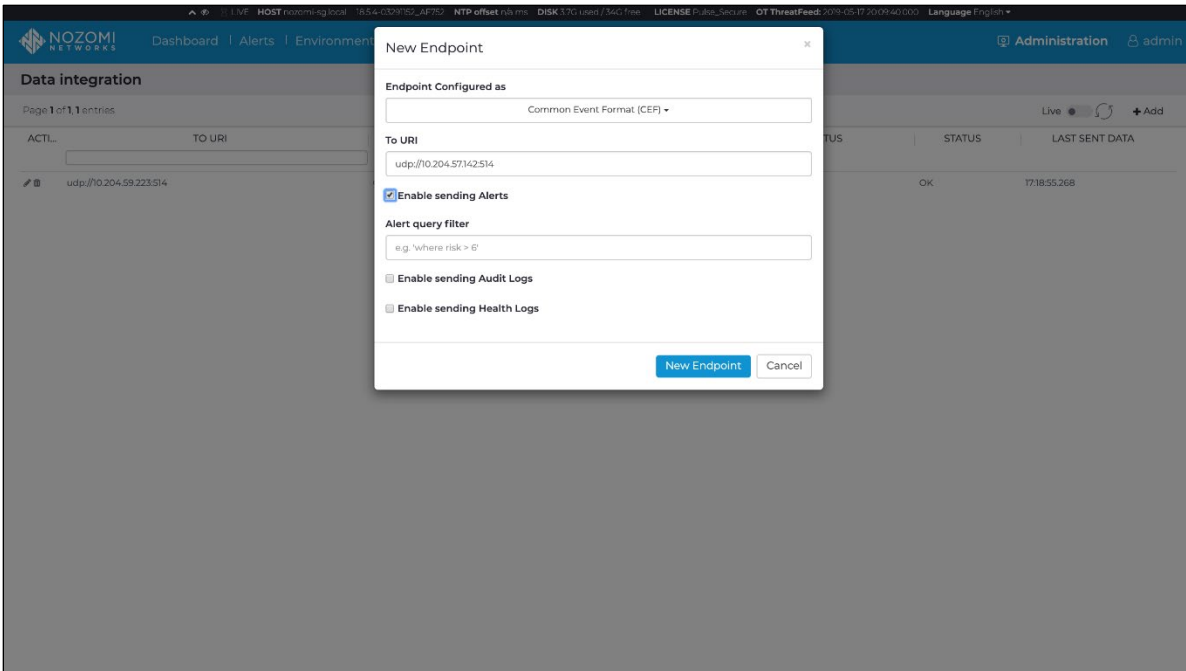 LIVE HOST nozomi-sg.local 18.5.4-03291152_AF752 NTP offset n/a ms DISK 3.7G used / 34G free LICENSE Pulse_Secure OT ThreatFeed: 2019-05-17 20:09:40.000 Language English
NOZOMI NETWORKS Dashboard | Alerts | Environment Administration admin
New Endpoint ×
Data integration
Endpoint Configured as
Common Event Format (CEF)
Page 1 of 1, 1 entries
Live + Add
ACTI... TO URI TUS STATUS LAST SENT DATA
To URI
udp://10.204.57.142:514
udp://10.204.59.223:514 OK 17:18:55.268
Enable sending Alerts
Alert query filter
e.g. 'where risk > 6'
Enable sending Audit Logs
Enable sending Health Logs
New Endpoint Cancel